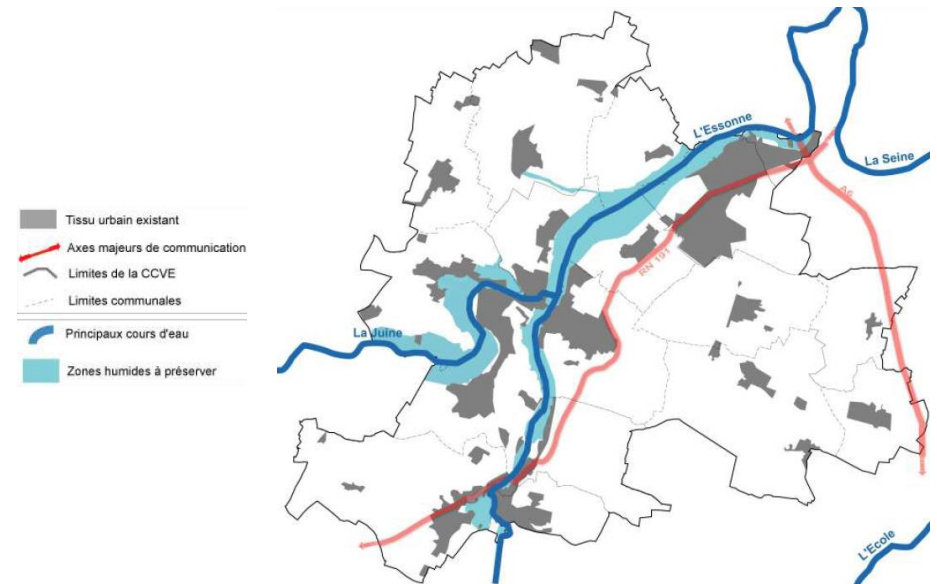 Tissu urbain existant
Axes majeurs de communication
Limites de la CCVE
Limites communales
Principaux cours d'eau
Zones humides à préserver
L'Essonne
La Seine
A6
RN 191
La Juine
L'Ecole